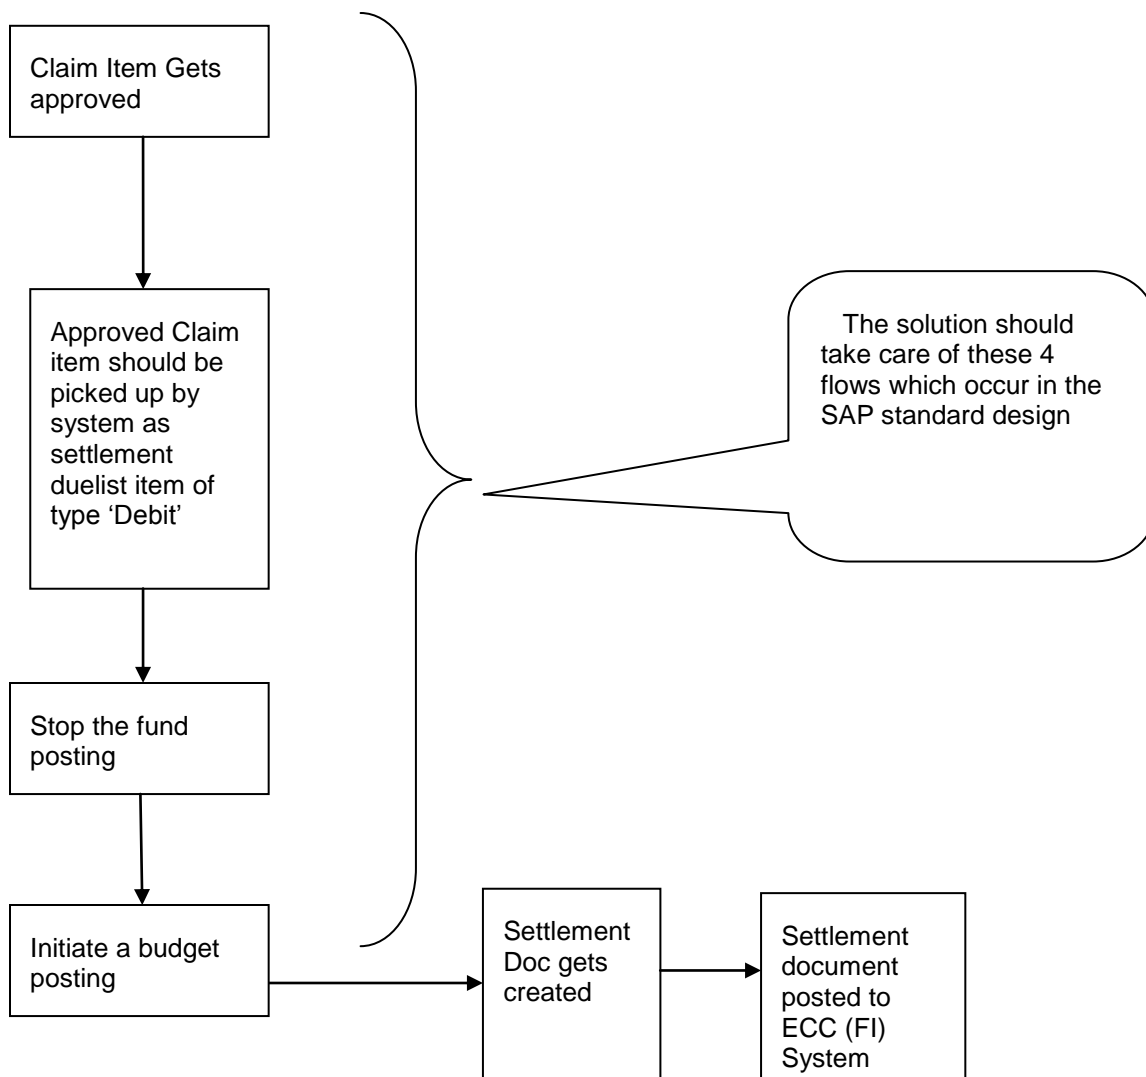 Claim Item Gets
approved
Approved Claim
item should be
picked up by
system as
settlement
duelist item of
type ‘Debit’
The solution should
take care of these 4
flows which occur in the
SAP standard design
Stop the fund
posting
Initiate a budget
posting
Settlement
Doc gets
created
Settlement
document
posted to
ECC (FI)
System